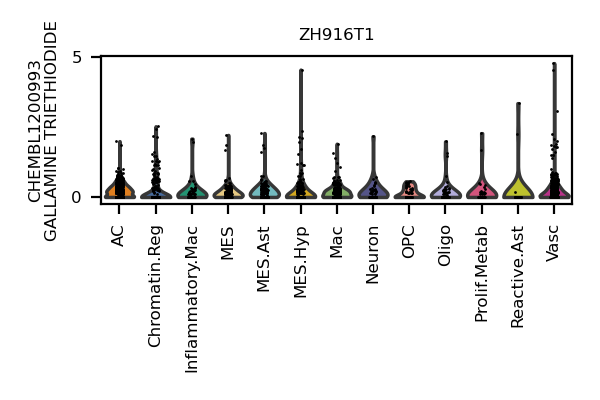 ZH916T1
CHEMBL1200993
GALLAMINE TRIETHIODIDE
5
0
AC
Chromatin.Reg
Inflammatory.Mac
MES
MES.Ast
MES.Hyp
Mac
Neuron
OPC
Oligo
Prolif.Metab
Reactive.Ast
Vasc